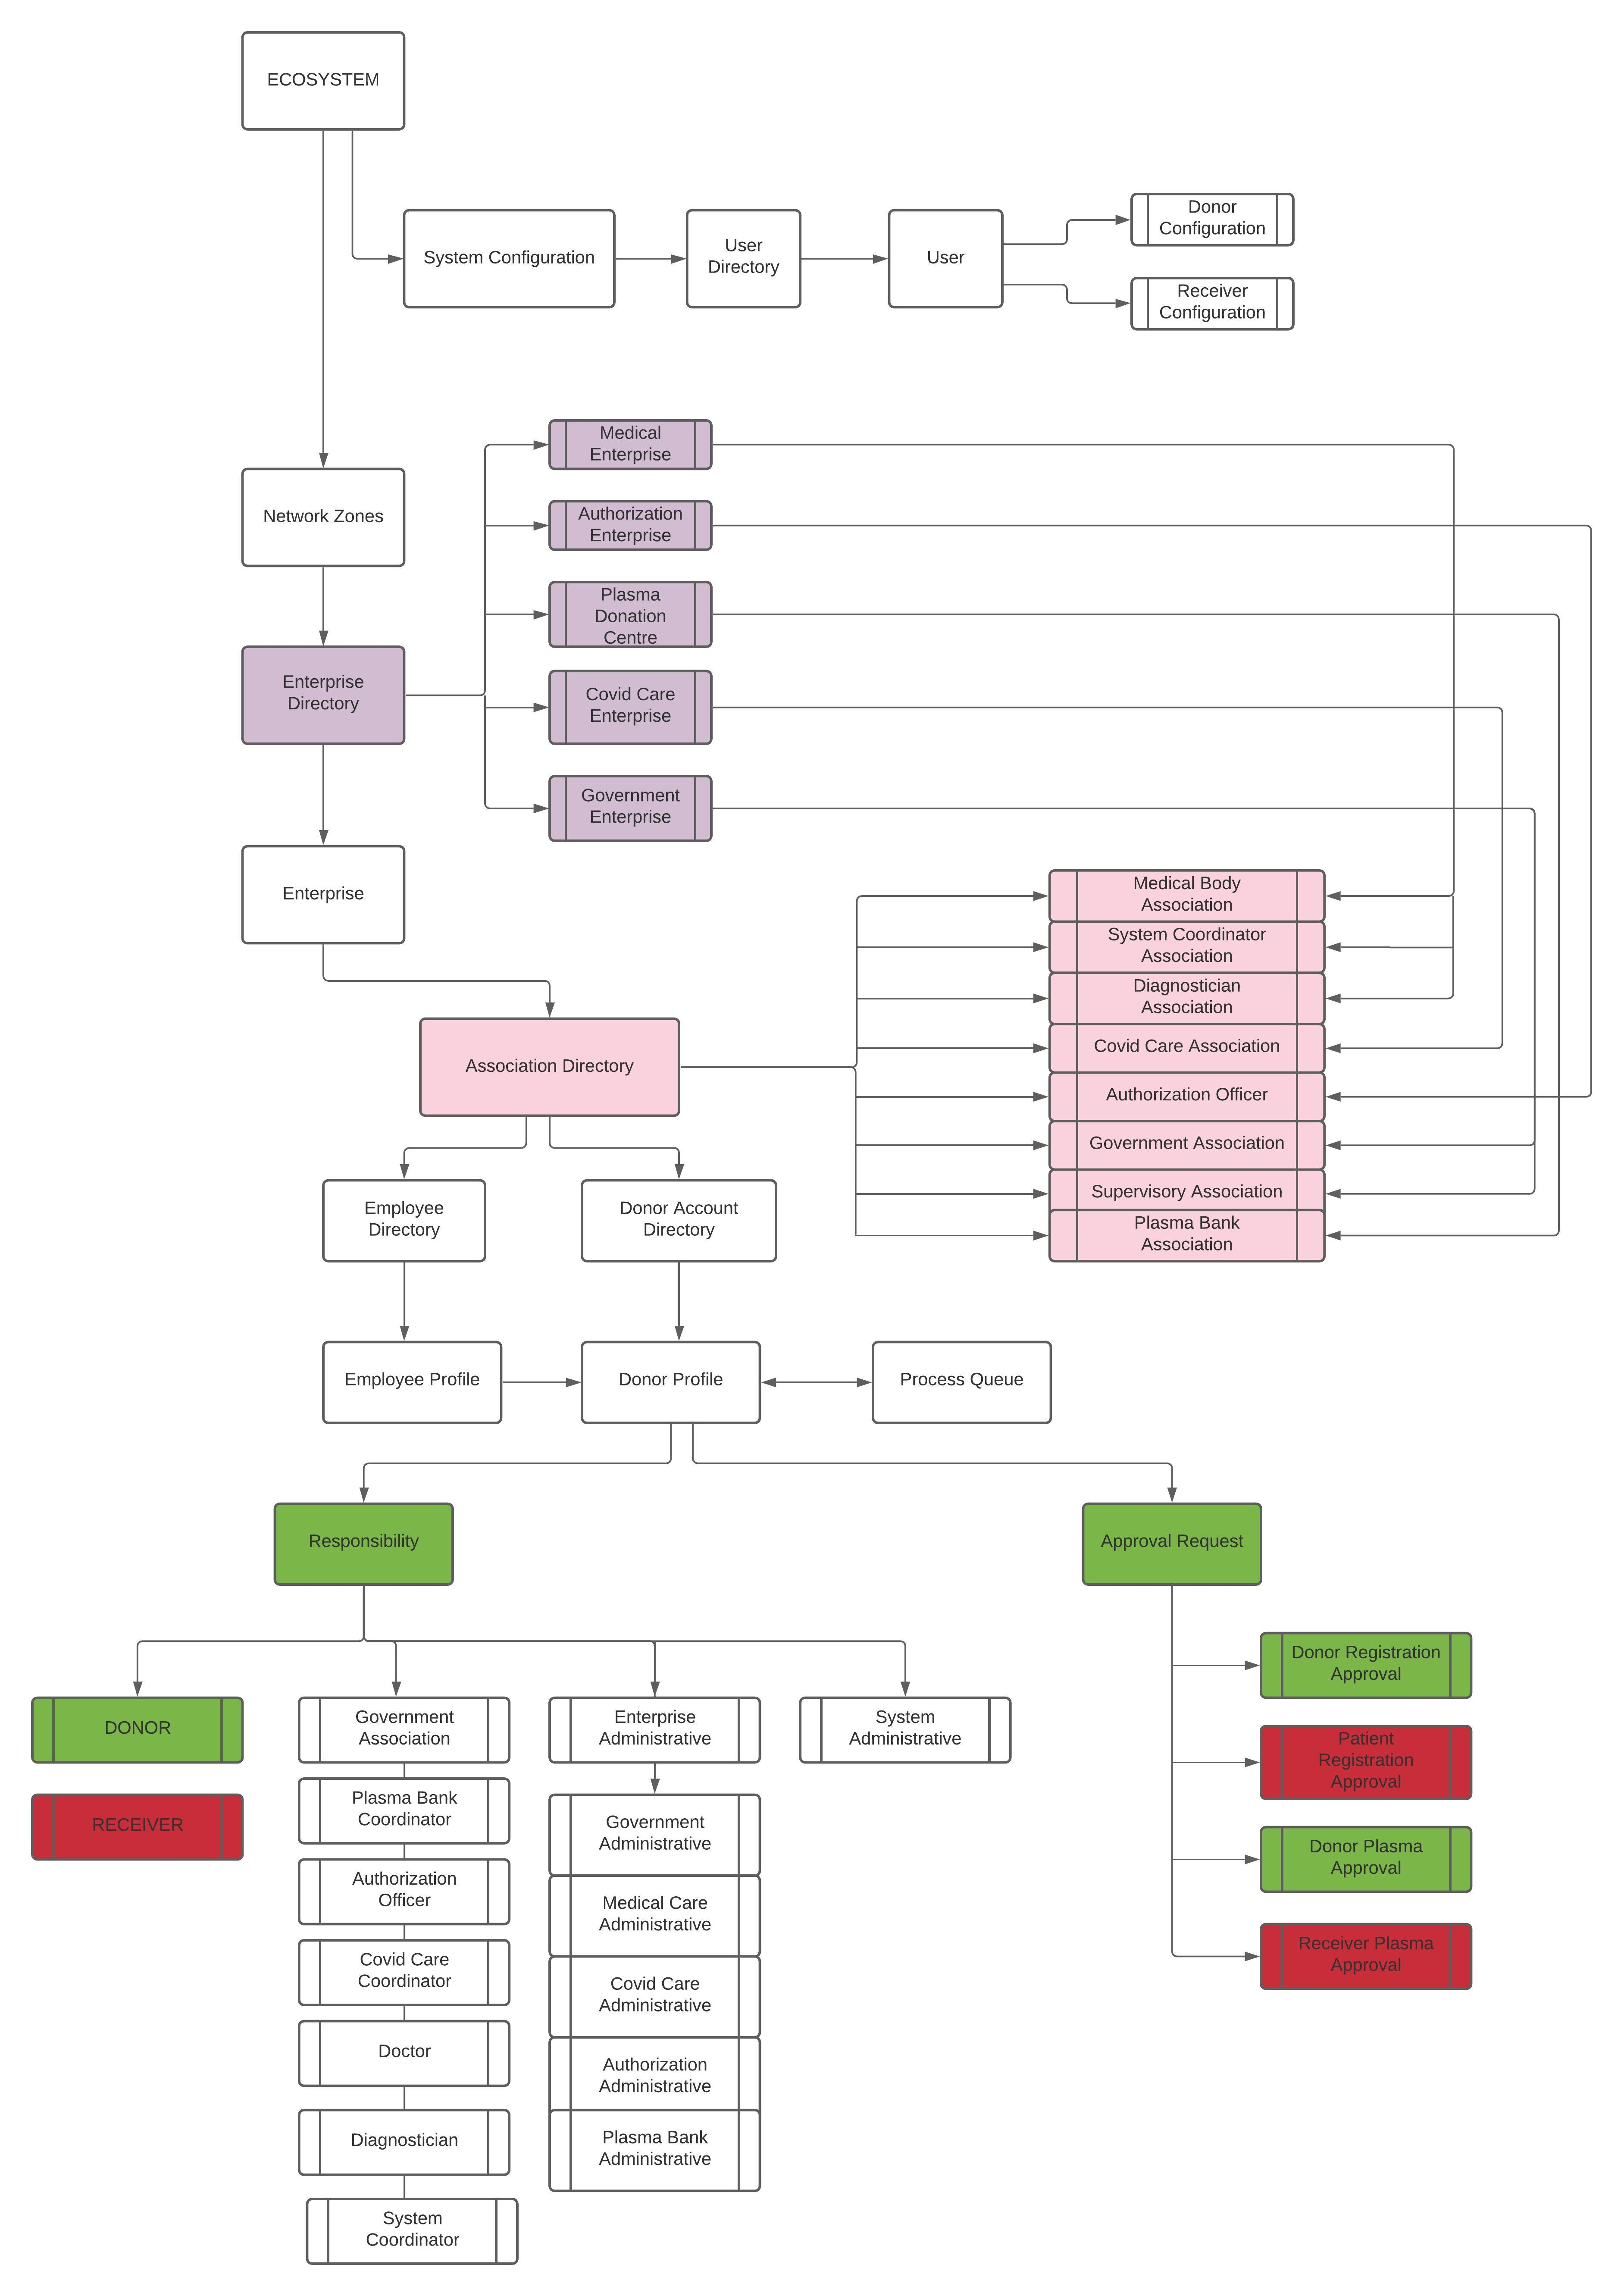 ECOSYSTEM
System Configuration
User
Directory
User
Donor
Configuration
Receiver
Configuration
Network Zones
Enterprise
Directory
Medical
Enterprise
Authorization
Enterprise
Plasma
Donation
Centre
Covid Care
Enterprise
Government
Enterprise
Enterprise
Medical Body
Association
System Coordinator
Association
Diagnostician
Association
Covid Care Association
Authorization Officer
Government Association
Supervisory Association
Plasma Bank
Association
Association Directory
Employee
Directory
Donor Account
Directory
Employee Profile
Donor Profile
Process Queue
Responsibility
Approval Request
DONOR
RECEIVER
Government
Association
Plasma Bank
Coordinator
Authorization
Officer
Covid Care
Coordinator
Doctor
Diagnostician
System
Coordinator
Enterprise
Administrative
Government
Administrative
Medical Care
Administrative
Covid Care
Administrative
Authorization
Administrative
Plasma Bank
Administrative
System
Administrative
Donor Registration
Approval
Patient
Registration
Approval
Donor Plasma
Approval
Receiver Plasma
Approval